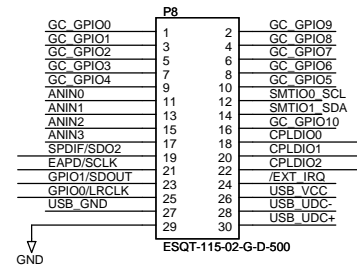 P8
GC_GPIO0 1 2 GC_GPIO9
GC_GPIO1 3 4 GC_GPIO8
GC_GPIO2 5 6 GC_GPIO7
GC_GPIO3 7 8 GC_GPIO6
GC_GPIO4 9 10 GC_GPIO5
ANIN0 11 12 SMTIO0_SCL
ANIN1 13 14 SMTIO1_SDA
ANIN2 15 16 GC_GPIO10
ANIN3 17 18 CPLDIO0
SPDIF/SDO2 19 20 CPLDIO1
EAPD/SCLK 21 22 CPLDIO2
GPIO1/SDOUT 23 24 /EXT_IRQ
GPIO0/LRCLK 25 26 USB_VCC
USB_GND 27 28 USB_UDC-
29 30 USB_UDC+
GND
ESQT-115-02-G-D-500